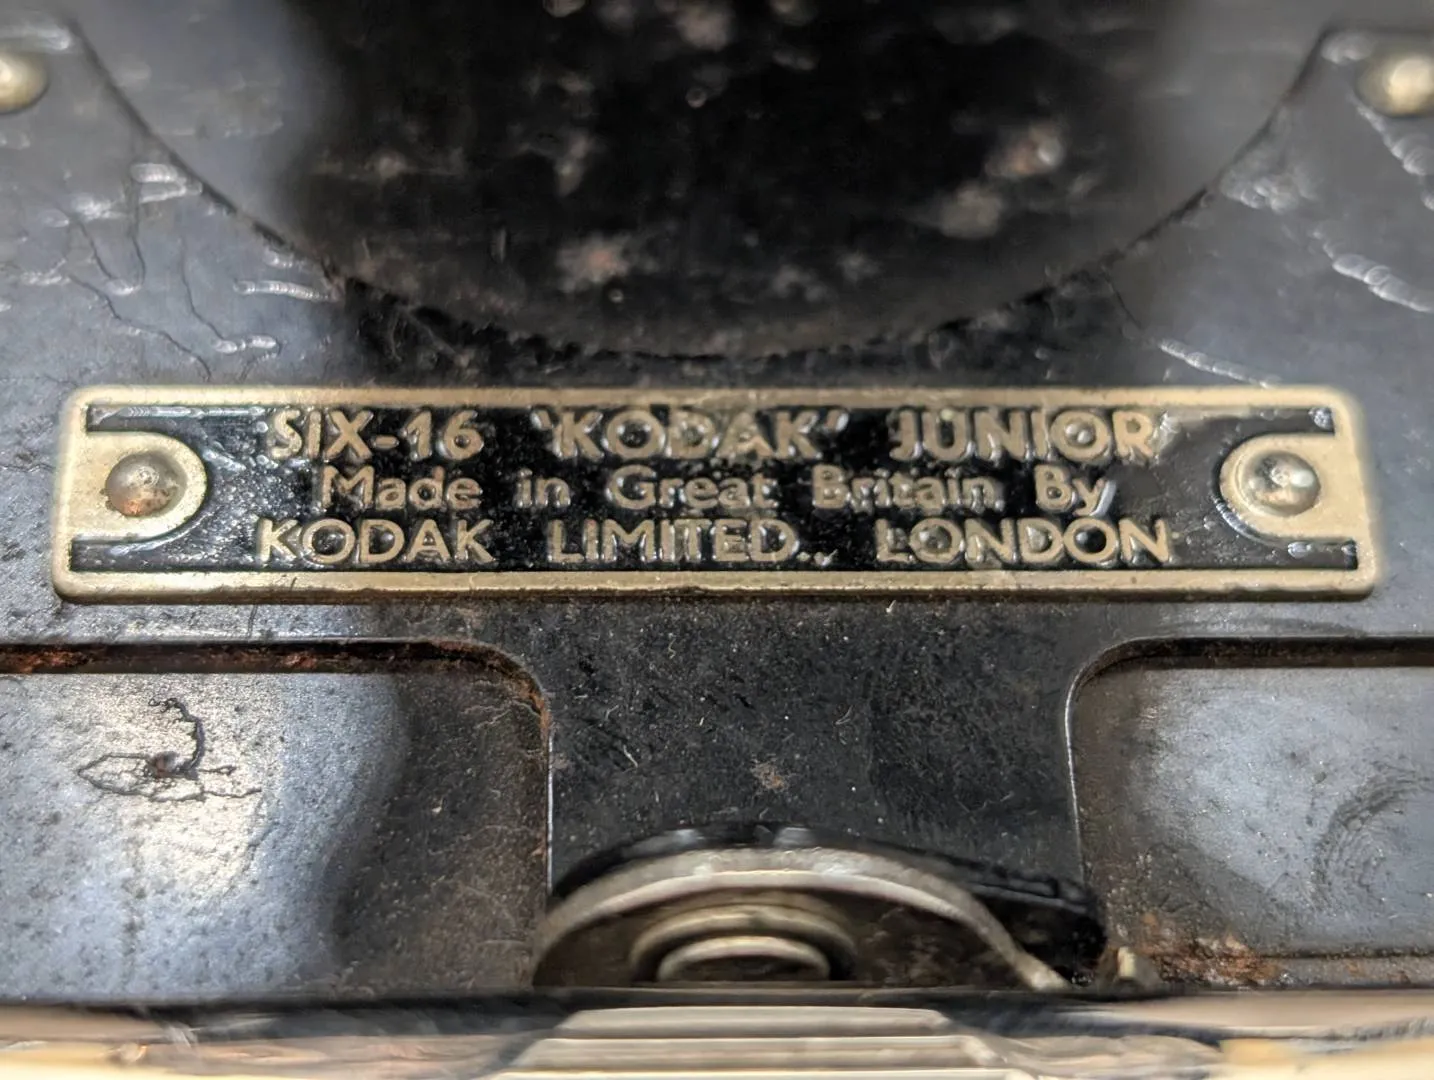 SIX-16 'KODAK' JUNIOR
Made in Great Britain By
KODAK LIMITED., LONDON